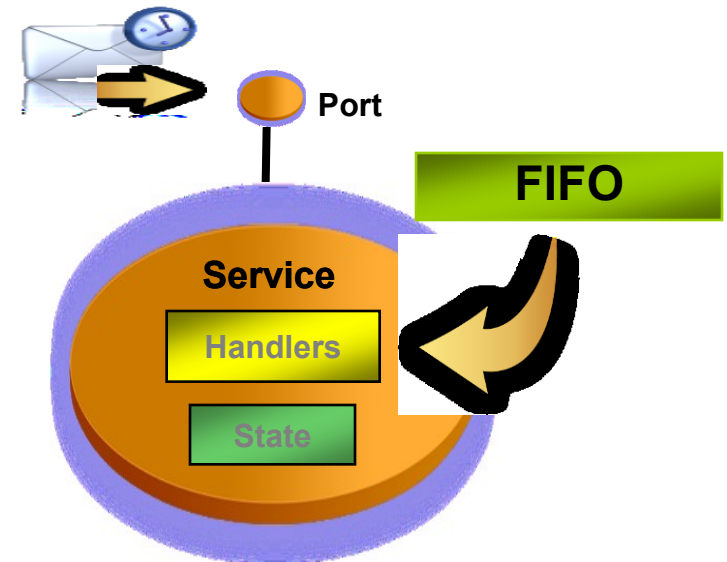 Port
FIFO
Service
Handlers
State